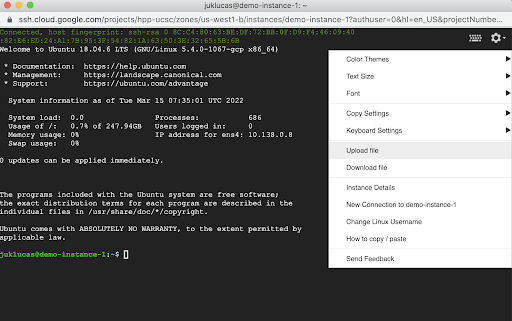 juklucas@demo-instance-1: ~
ssh.cloud.google.com/projects/hpp-ucsc/zones/us-west1-b/instances/demo-instance-1?authuser=0&hl=en_US&projectNumbe...
Connected, host fingerprint: ssh-rsa 0 8C:C4:80:63:BE:DF:72:BB:0F:D9:F4:46:09:40
:82:E6:ED:24:A1:7B:95:3F:54:82:1A:63:50:3E:32:65:5B:6B
Welcome to Ubuntu 18.04.6 LTS (GNU/Linux 5.4.0-1067-gcp x86_64)
* Documentation: https://help.ubuntu.com
* Management: https://landscape.canonical.com
* Support: https://ubuntu.com/advantage
System information as of Tue Mar 15 07:35:01 UTC 2022
System load: 0.0 Processes: 686
Usage of /: 0.7% of 247.94GB Users logged in: 0
Memory usage: 0% IP address for ens4: 10.138.0.8
Swap usage: 0%
0 updates can be applied immediately.
The programs included with the Ubuntu system are free software;
the exact distribution terms for each program are described in the
individual files in /usr/share/doc/*/copyright.
Ubuntu comes with ABSOLUTELY NO WARRANTY, to the extent permitted by
applicable law.
juklucas@demo-instance-1:~$
Color Themes
Text Size
Font
Copy Settings
Keyboard Settings
Upload file
Download file
Instance Details
New Connection to demo-instance-1
Change Linux Username
How to copy / paste
Send Feedback